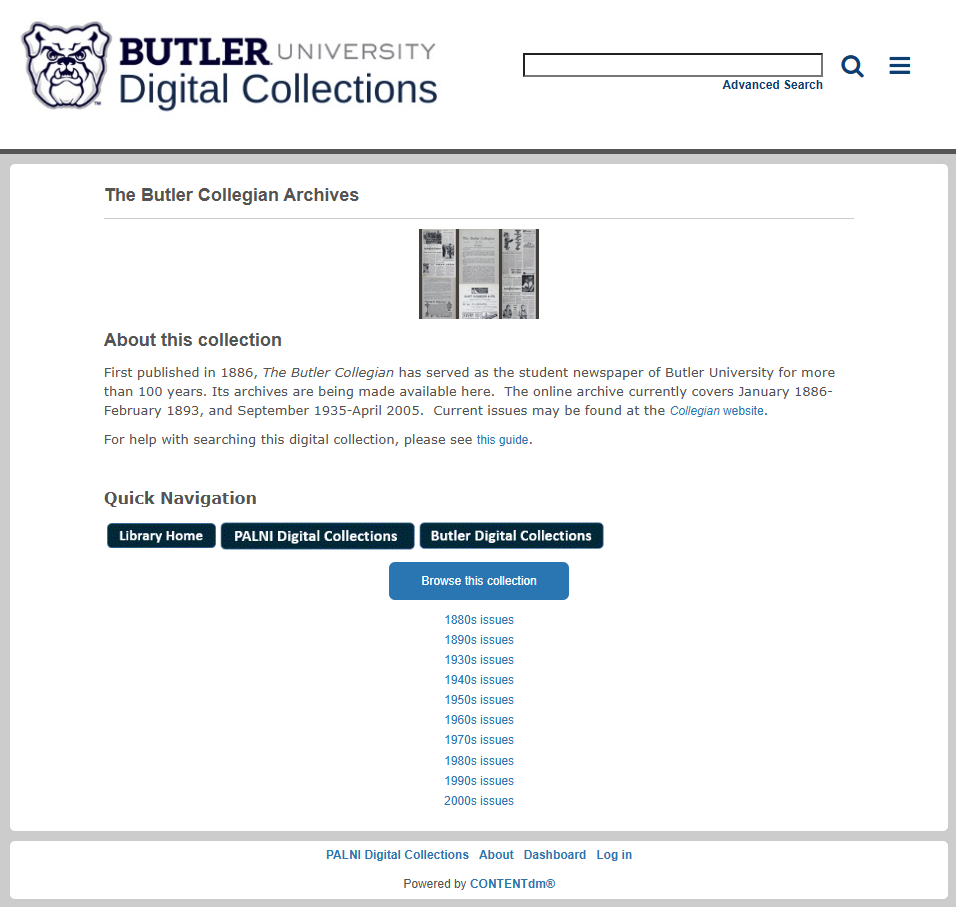 BUTLER UNIVERSITY
Digital Collections
Advanced Search
The Butler Collegian Archives
About this collection
First published in 1886, The Butler Collegian has served as the student newspaper of Butler University for more
than 100 years. Its archives are being made available here.  The online archive currently covers January 1886-
February 1893, and September 1935-April 2005.  Current issues may be found at the Collegian website.
For help with searching this digital collection, please see this guide.
Quick Navigation
Library Home PALNI Digital Collections Butler Digital Collections
Browse this collection
1880s issues
1890s issues
1930s issues
1940s issues
1950s issues
1960s issues
1970s issues
1980s issues
1990s issues
2000s issues
PALNI Digital Collections About Dashboard Log in
Powered by CONTENTdm®